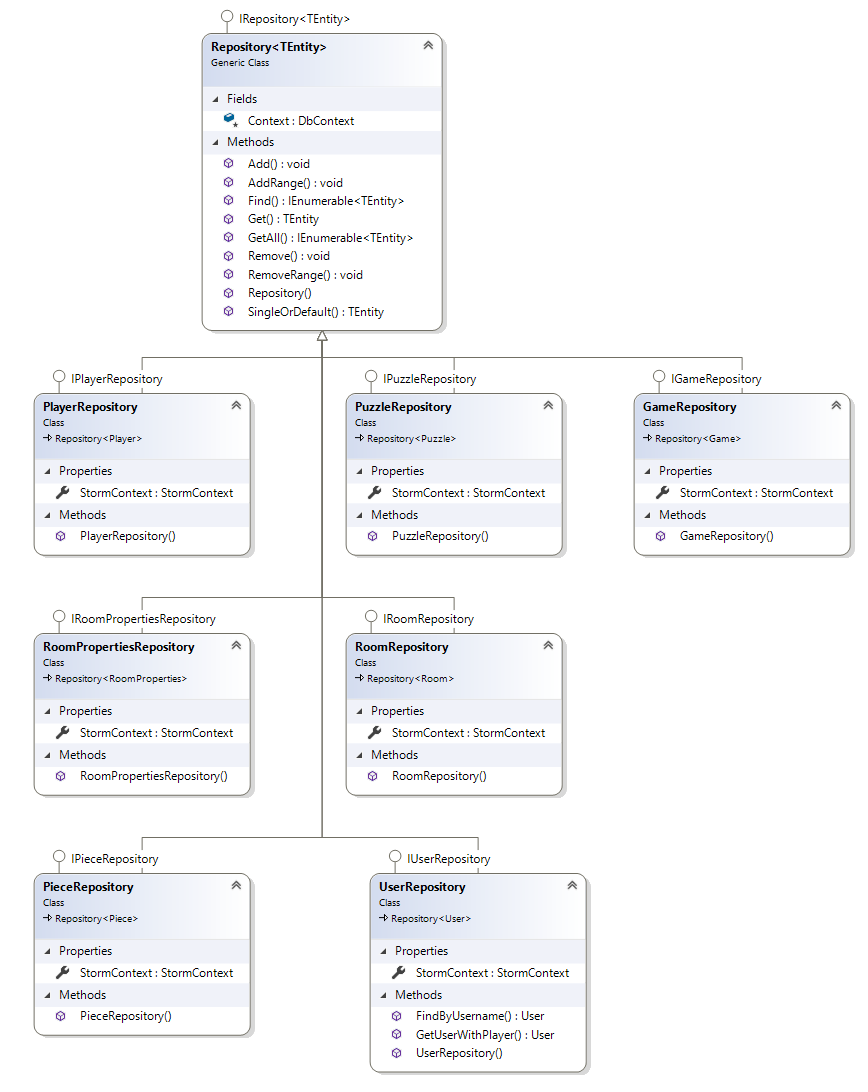 IRepository<TEntity>
Repository<TEntity>
Generic Class
Fields
Context : DbContext
Methods
Add() : void
AddRange() : void
Find() : IEnumerable<TEntity>
Get() : TEntity
GetAll() : IEnumerable<TEntity>
Remove() : void
RemoveRange() : void
Repository()
SingleOrDefault() : TEntity
IPlayerRepository
PlayerRepository
Class
Repository<Player>
Properties
StormContext : StormContext
Methods
PlayerRepository()
IPuzzleRepository
PuzzleRepository
Class
Repository<Puzzle>
Properties
StormContext : StormContext
Methods
PuzzleRepository()
IGameRepository
GameRepository
Class
Repository<Game>
Properties
StormContext : StormContext
Methods
GameRepository()
IRoomPropertiesRepository
RoomPropertiesRepository
Class
Repository<RoomProperties>
Properties
StormContext : StormContext
Methods
RoomPropertiesRepository()
IRoomRepository
RoomRepository
Class
Repository<Room>
Properties
StormContext : StormContext
Methods
RoomRepository()
IPieceRepository
PieceRepository
Class
Repository<Piece>
Properties
StormContext : StormContext
Methods
PieceRepository()
IUserRepository
UserRepository
Class
Repository<User>
Properties
StormContext : StormContext
Methods
FindByUsername() : User
GetUserWithPlayer() : User
UserRepository()